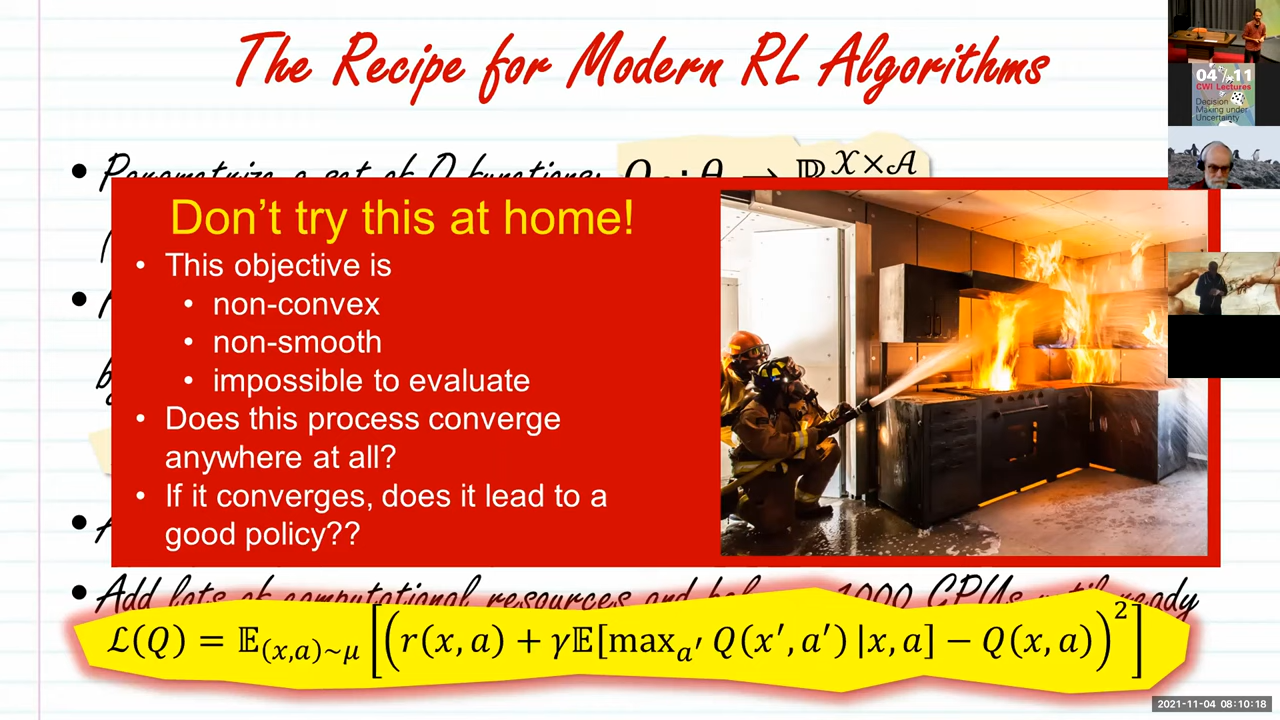 The Recipe for Modern RL Algorithms
04 11
CWI Lectures
Decision
Making under
Uncertainty
• Parametrize a set of Q functions: Q : θ → ℝ^{𝒳×𝒜}
Don't try this at home!
• This objective is
• non-convex
• non-smooth
• impossible to evaluate
• Does this process converge
anywhere at all?
• If it converges, does it lead to a
good policy??
• Add lots of computational resources and 1000 CPUs until ready
ℒ(Q) = 𝔼_{(x,a)∼μ} [(r(x, a) + γ𝔼[max_{a′} Q(x′, a′) |x, a] − Q(x, a))^2]
2021-11-04 08:10:18